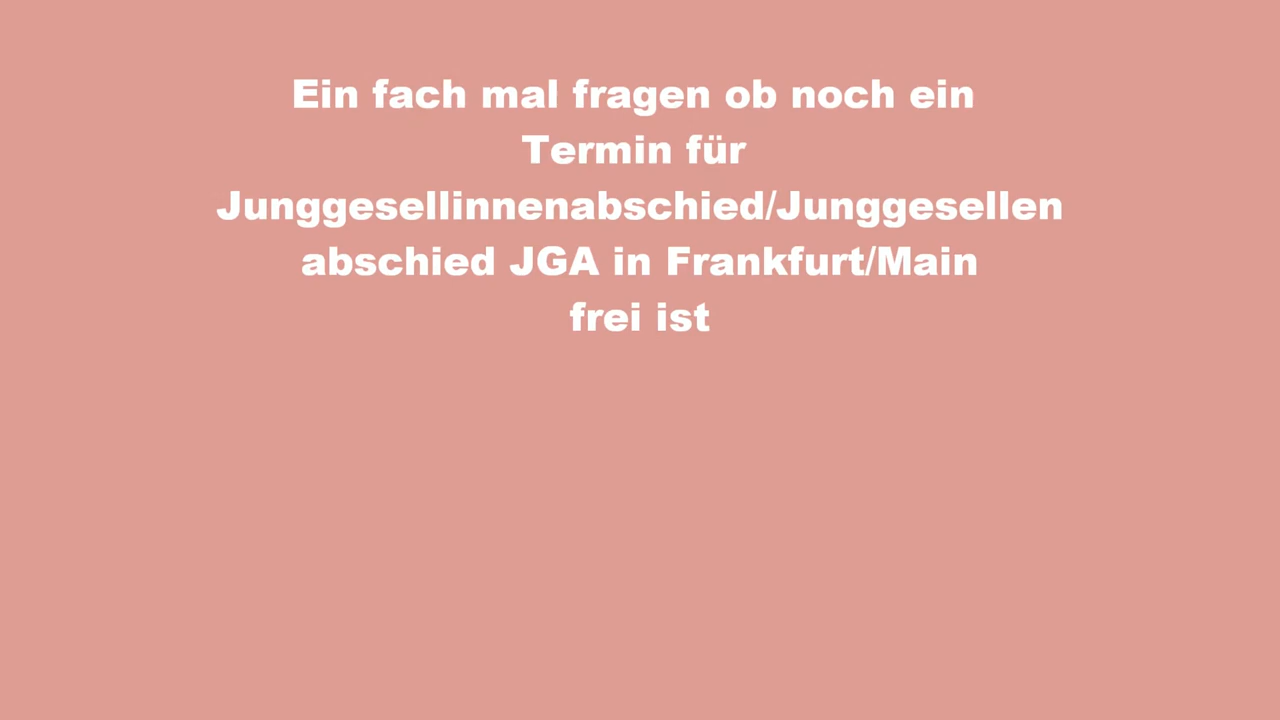 Ein fach mal fragen ob noch ein
Termin für
Junggesellinnenabschied/Junggesellen
abschied JGA in Frankfurt/Main
frei ist